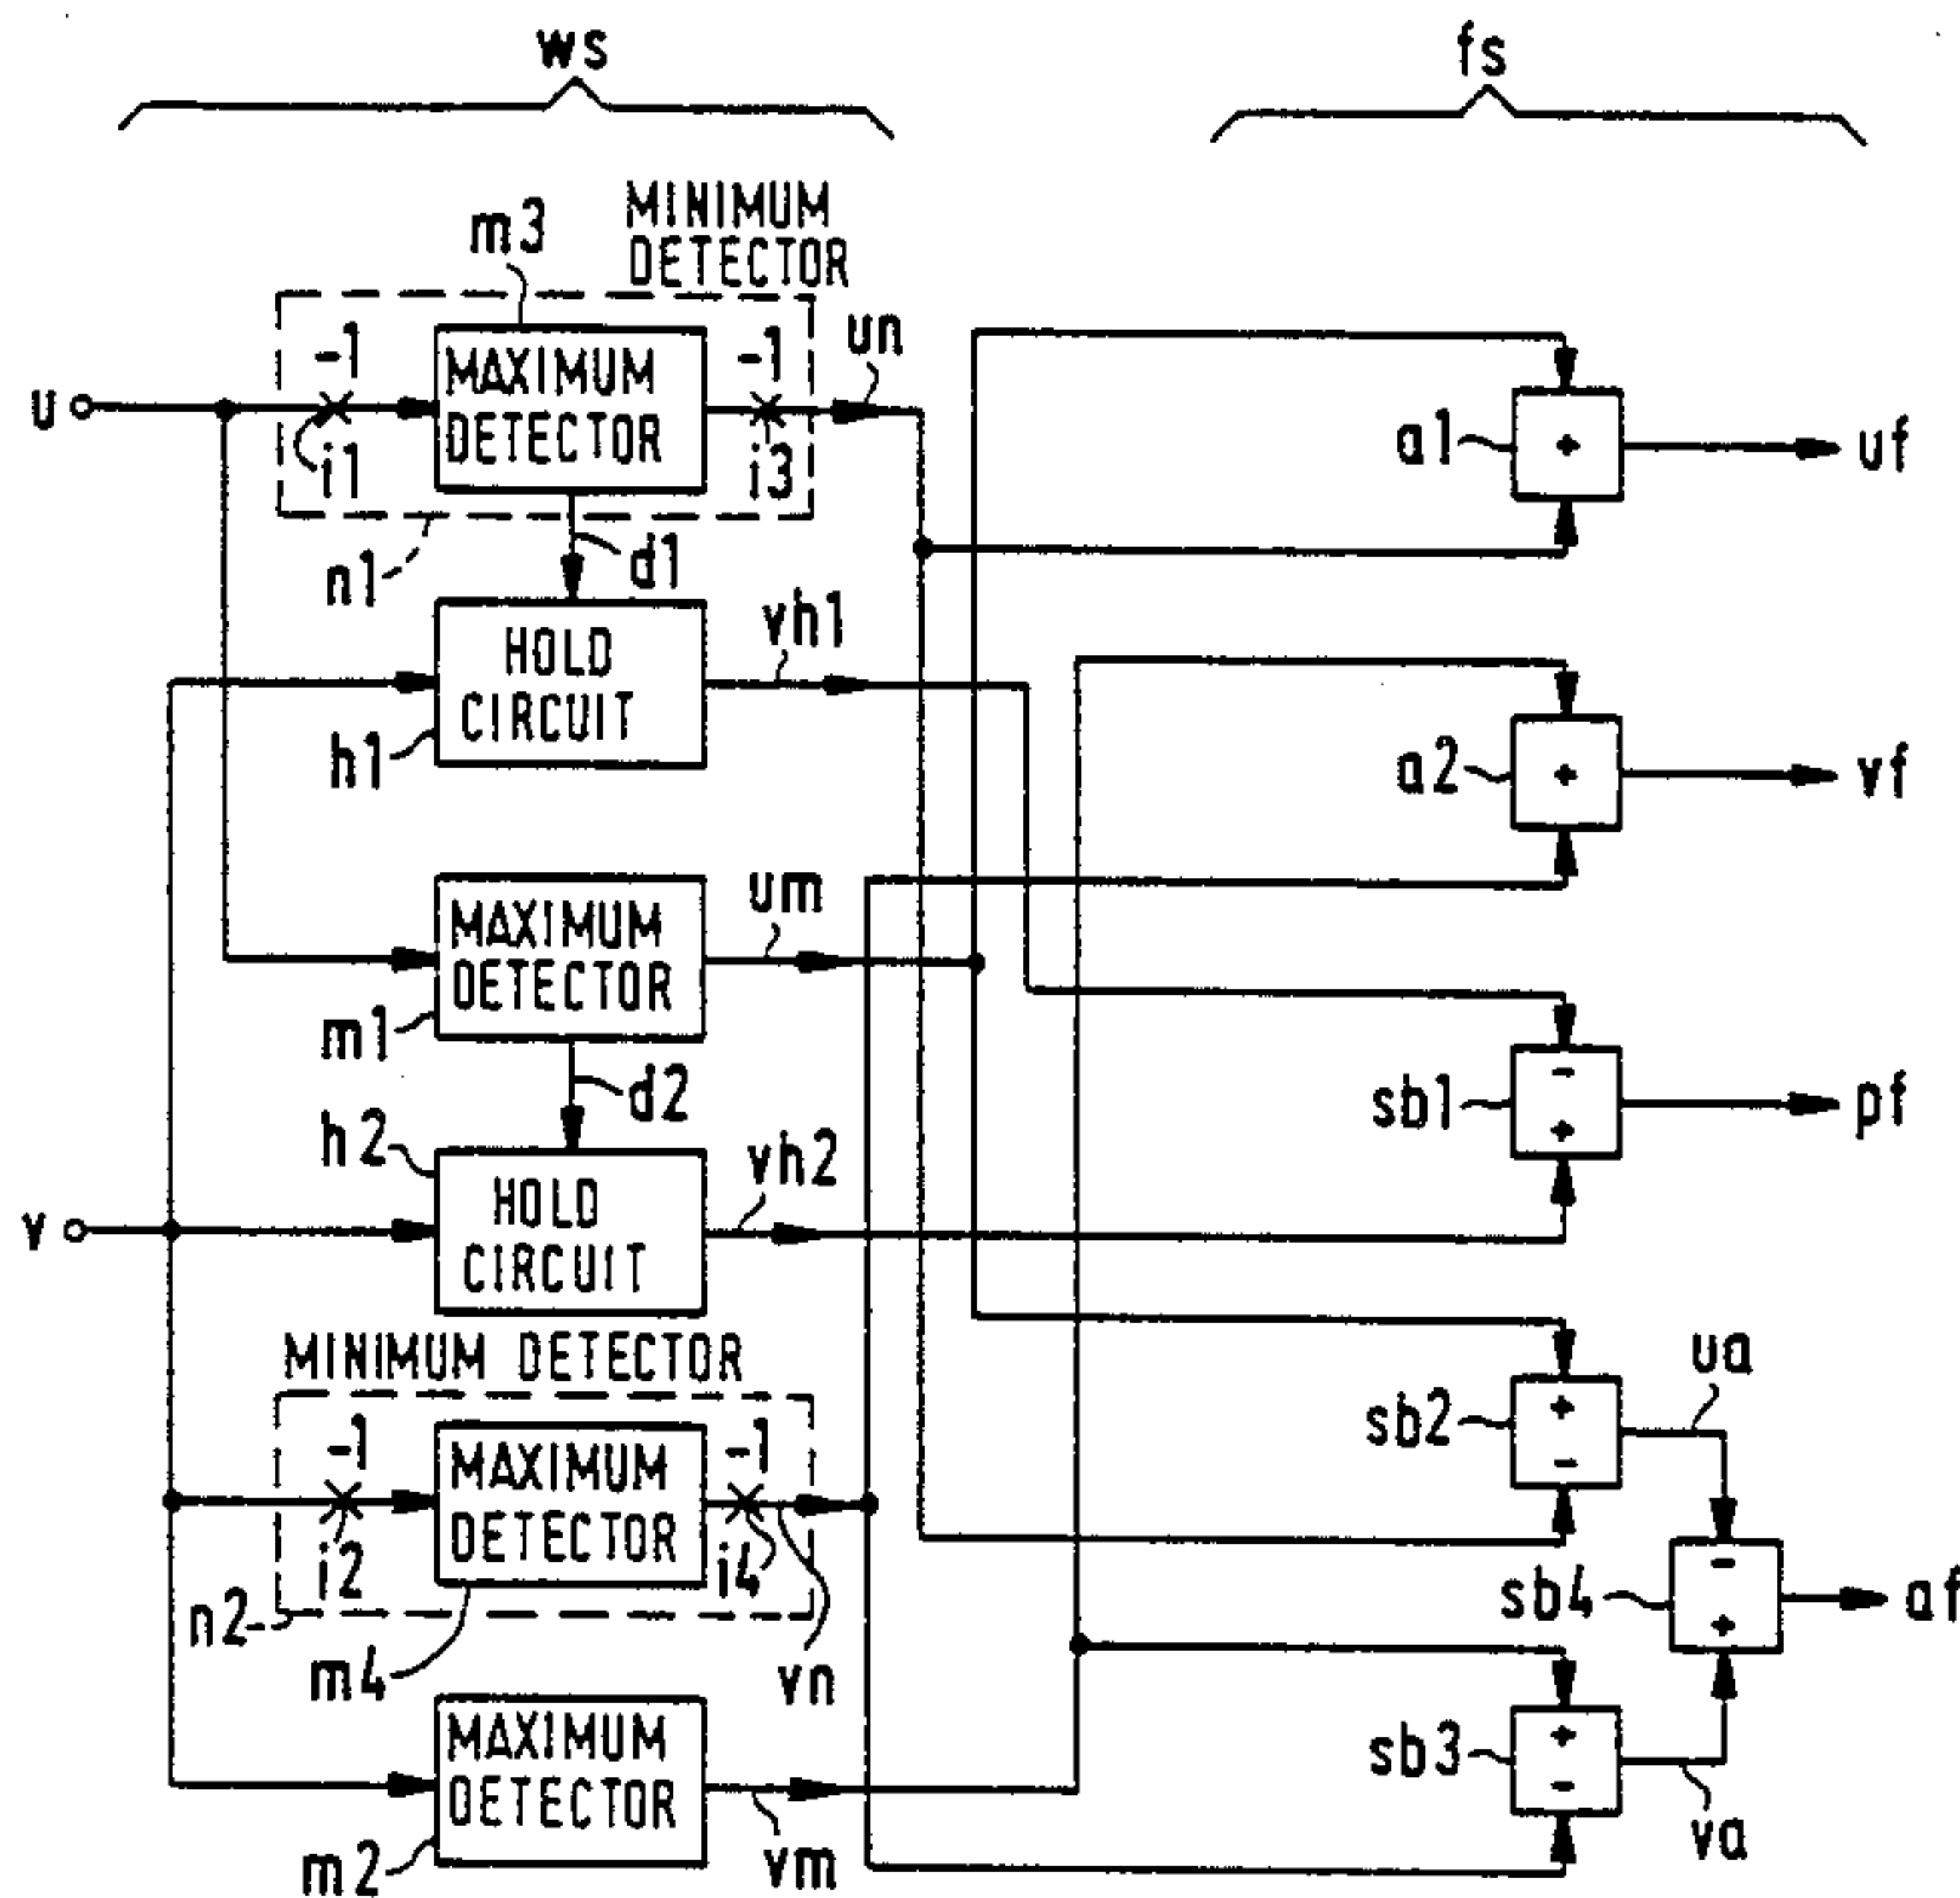 ws
fs
MINIMUM
DETECTOR
m3
-1
MAXIMUM
DETECTOR
-1
un
u
i1
i3
a1
+
uf
n1
d1
HOLD
CIRCUIT
vh1
h1
a2
+
vf
MAXIMUM
DETECTOR
um
m1
d2
sb1
-
+
pf
h2
HOLD
CIRCUIT
vh2
v
MINIMUM DETECTOR
-1
MAXIMUM
DETECTOR
-1
i2
i4
n2
m4
vn
sb2
+
-
ua
sb4
-
+
af
MAXIMUM
DETECTOR
m2
vm
sb3
+
-
va